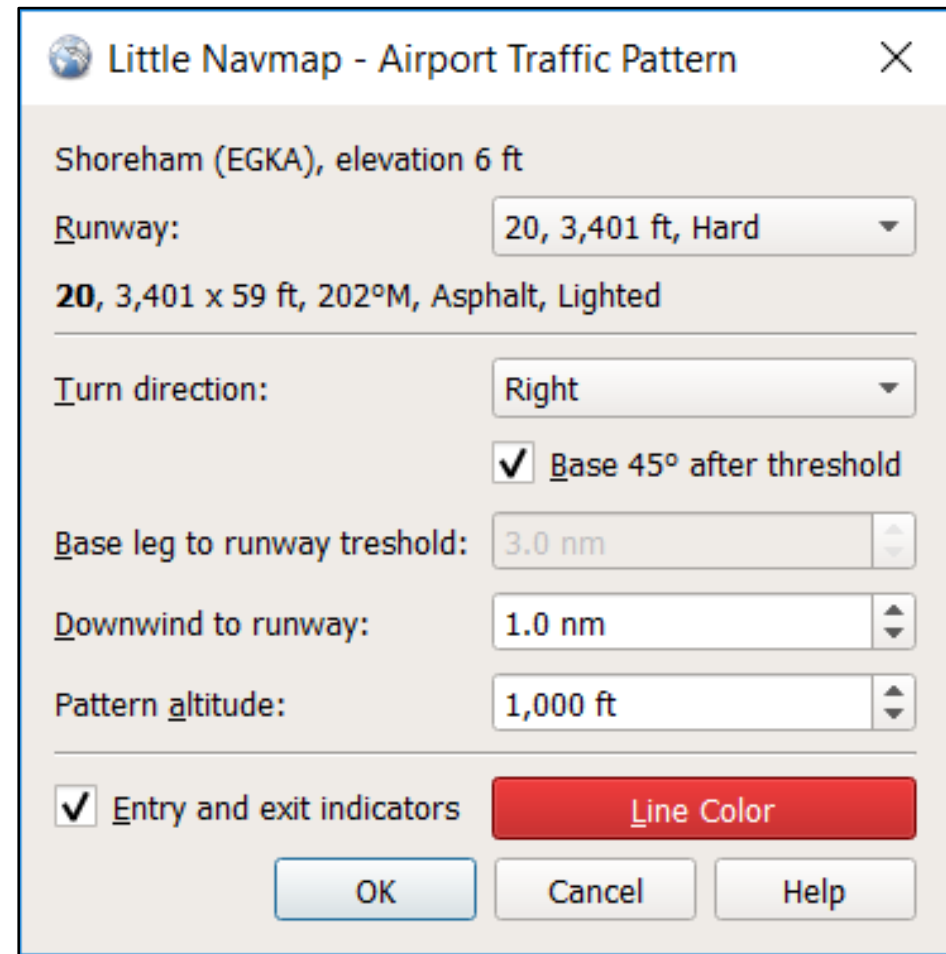 Little Navmap - Airport Traffic Pattern
Shoreham (EGKA), elevation 6 ft
Runway: 20, 3,401 ft, Hard
20, 3,401 x 59 ft, 202°M, Asphalt, Lighted
Turn direction: Right
Base 45° after threshold
Base leg to runway treshold: 3.0 nm
Downwind to runway: 1.0 nm
Pattern altitude: 1,000 ft
Entry and exit indicators Line Color
OK Cancel Help